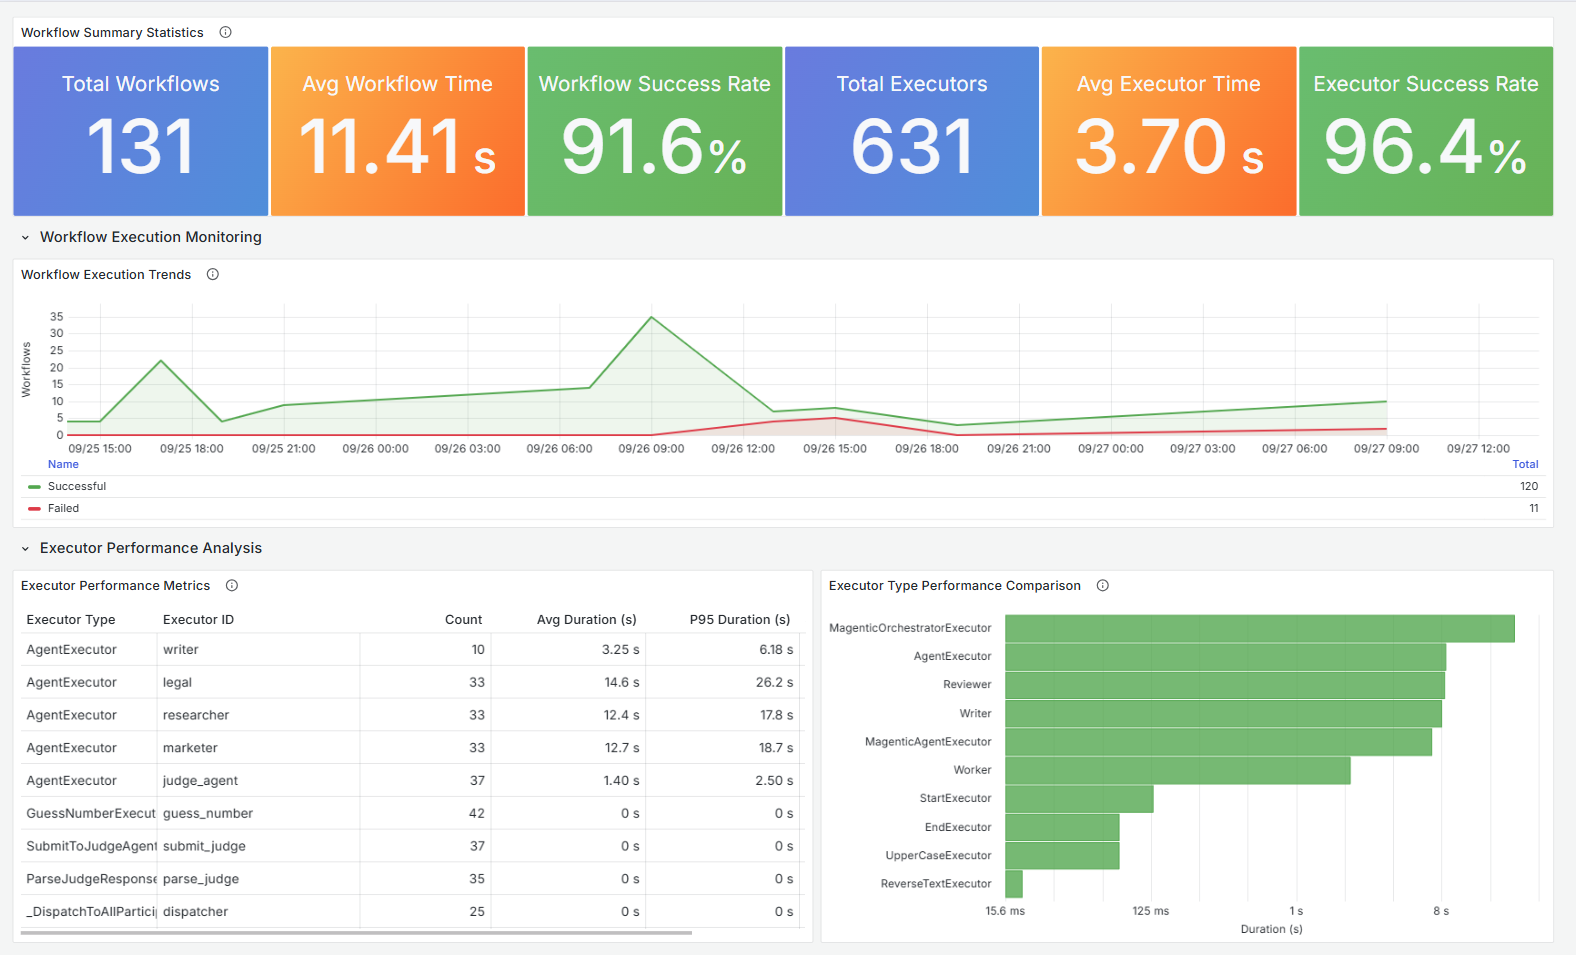 Workflow Summary Statistics
Total Workflows
131
Avg Workflow Time
11.41 s
Workflow Success Rate
91.6%
Total Executors
631
Avg Executor Time
3.70 s
Executor Success Rate
96.4%
Workflow Execution Monitoring
Workflow Execution Trends
Workflows
35
30
25
20
15
10
5
0
09/25 15:00 09/25 18:00 09/25 21:00 09/26 00:00 09/26 03:00 09/26 06:00 09/26 09:00 09/26 12:00 09/26 15:00 09/26 18:00 09/26 21:00 09/27 00:00 09/27 03:00 09/27 06:00 09/27 09:00 09/27 12:00
Name Total
Successful 120
Failed 11
Executor Performance Analysis
Executor Performance Metrics
Executor Type Executor ID Count Avg Duration (s) P95 Duration (s)
AgentExecutor writer 10 3.25 s 6.18 s
AgentExecutor legal 33 14.6 s 26.2 s
AgentExecutor researcher 33 12.4 s 17.8 s
AgentExecutor marketer 33 12.7 s 18.7 s
AgentExecutor judge_agent 37 1.40 s 2.50 s
GuessNumberExecut guess_number 42 0 s 0 s
SubmitToJudgeAgent submit_judge 37 0 s 0 s
ParseJudgeResponse parse_judge 35 0 s 0 s
_DispatchToAllPartici dispatcher 25 0 s 0 s
Executor Type Performance Comparison
MagenticOrchestratorExecutor
AgentExecutor
Reviewer
Writer
MagenticAgentExecutor
Worker
StartExecutor
EndExecutor
UpperCaseExecutor
ReverseTextExecutor
15.6 ms 125 ms 1 s 8 s
Duration (s)